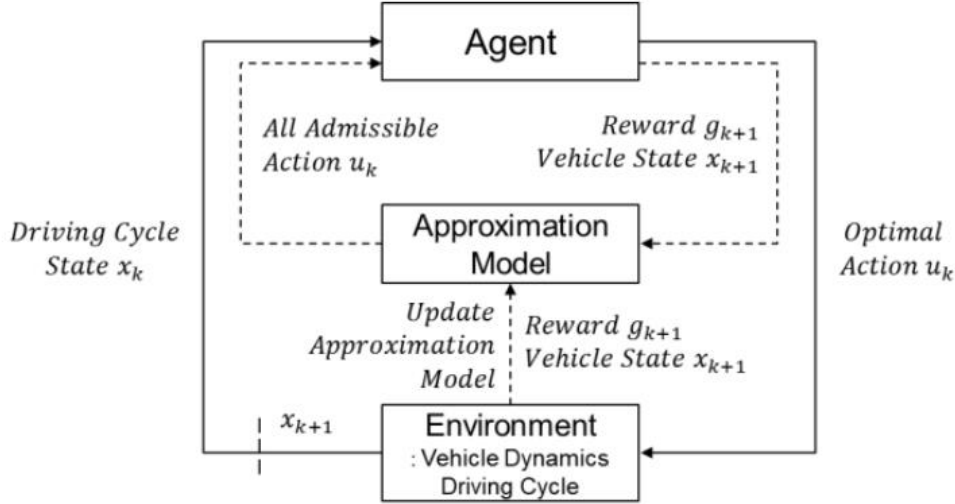 Agent
All Admissible
Action u_k
Reward g_{k+1}
Vehicle State x_{k+1}
Driving Cycle
State x_k
Approximation
Model
Optimal
Action u_k
Update
Approximation
Model
Reward g_{k+1}
Vehicle State x_{k+1}
x_{k+1}
Environment
: Vehicle Dynamics
Driving Cycle